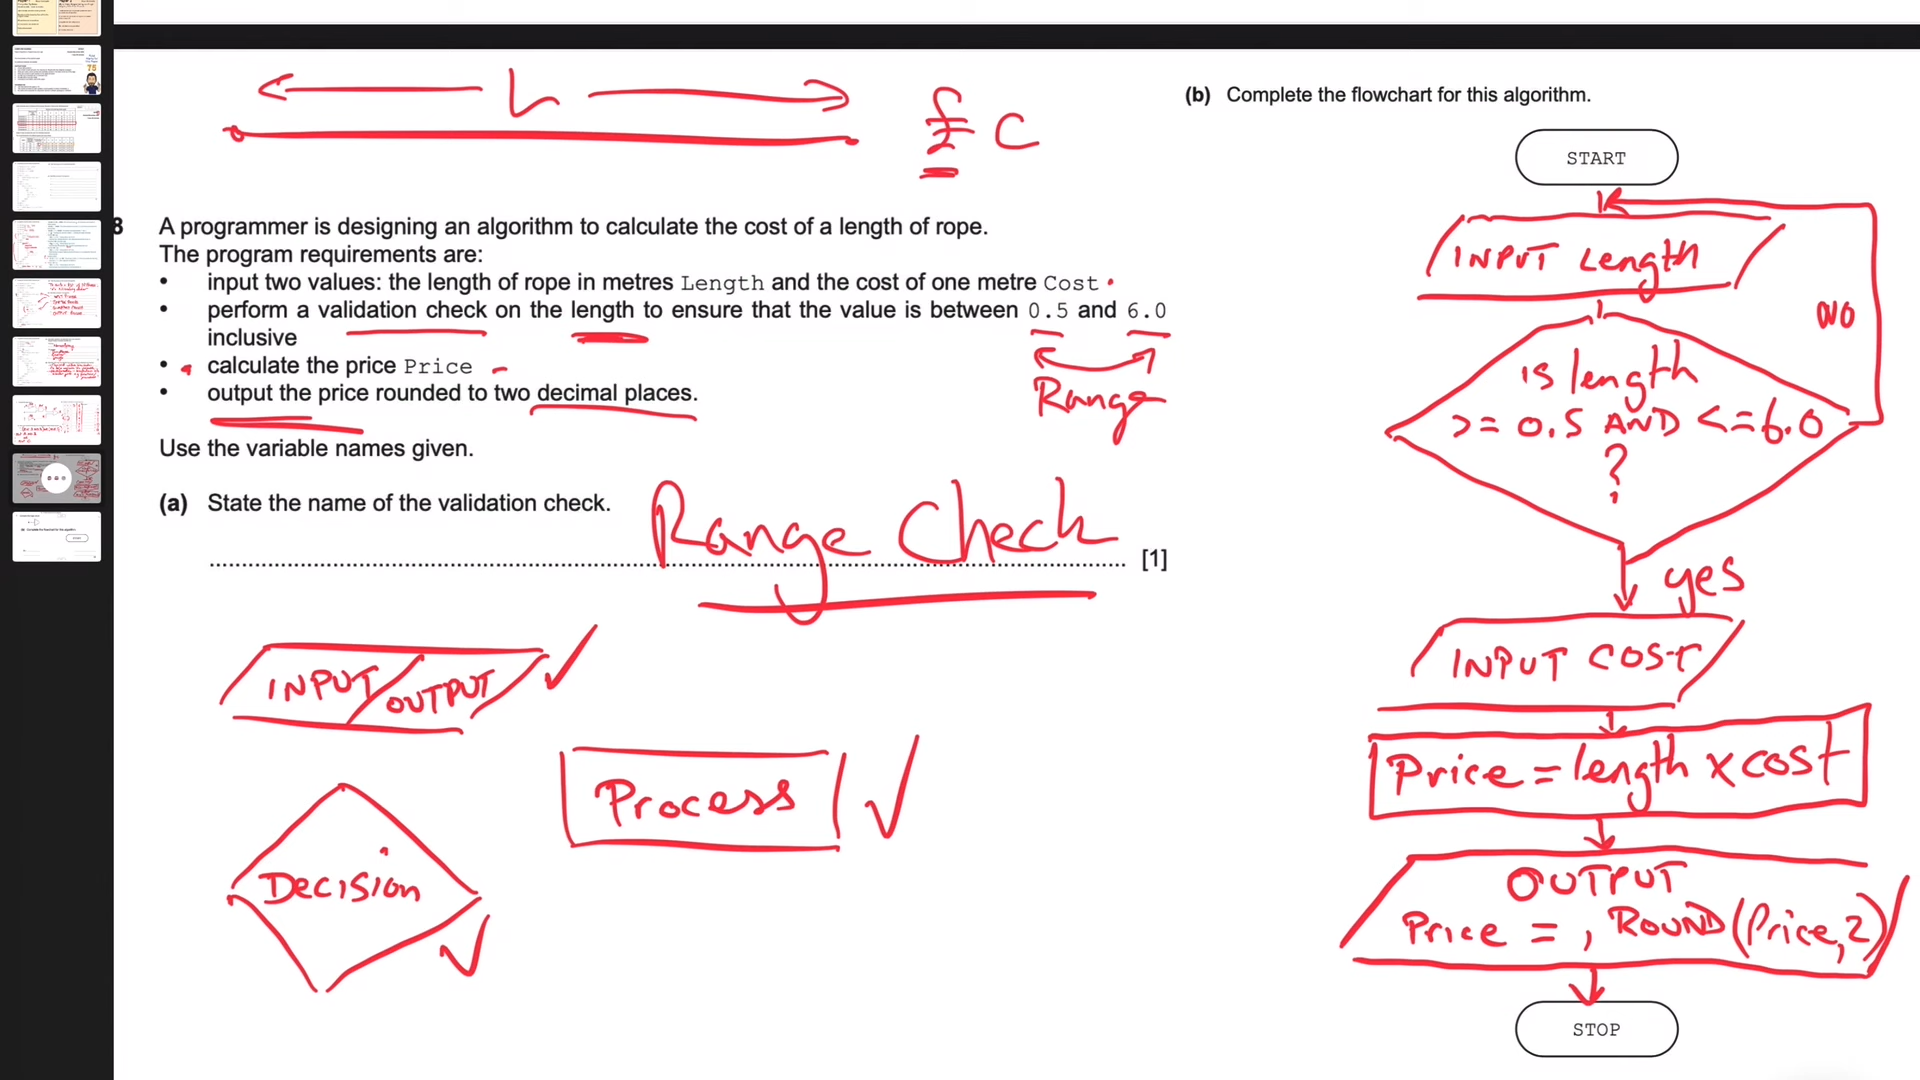 L
£ C
8 A programmer is designing an algorithm to calculate the cost of a length of rope.
The program requirements are:
• input two values: the length of rope in metres Length and the cost of one metre Cost
• perform a validation check on the length to ensure that the value is between 0.5 and 6.0
inclusive
• calculate the price Price
• output the price rounded to two decimal places.
Range
Use the variable names given.
(a) State the name of the validation check.
Range Check
[1]
INPUT/OUTPUT
Process
Decision
(b) Complete the flowchart for this algorithm.
START
INPUT Length
NO
is length
>= 0.5 AND <=6.0
?
yes
INPUT COST
Price = length x cost
OUTPUT
Price = , ROUND(Price,2)
STOP